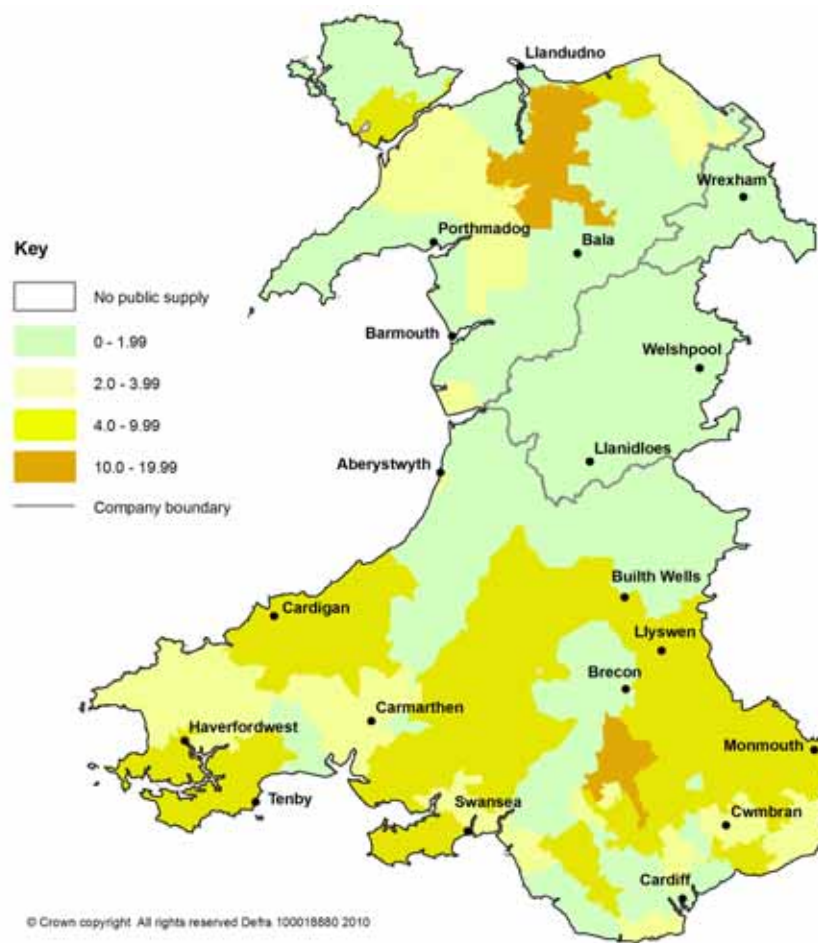 Llandudno
Wrexham
Key
Porthmadog
Bala
No public supply
0 - 1.99
Barmouth
Welshpool
2.0 - 3.99
4.0 - 9.99
10.0 - 19.99
Llanidloes
Aberystwyth
Company boundary
Builth Wells
Cardigan
Llyswen
Brecon
Carmarthen
Haverfordwest
Monmouth
Tenby
Swansea
Cwmbran
Cardiff
© Crown copyright All rights reserved Defra 100018880 2010